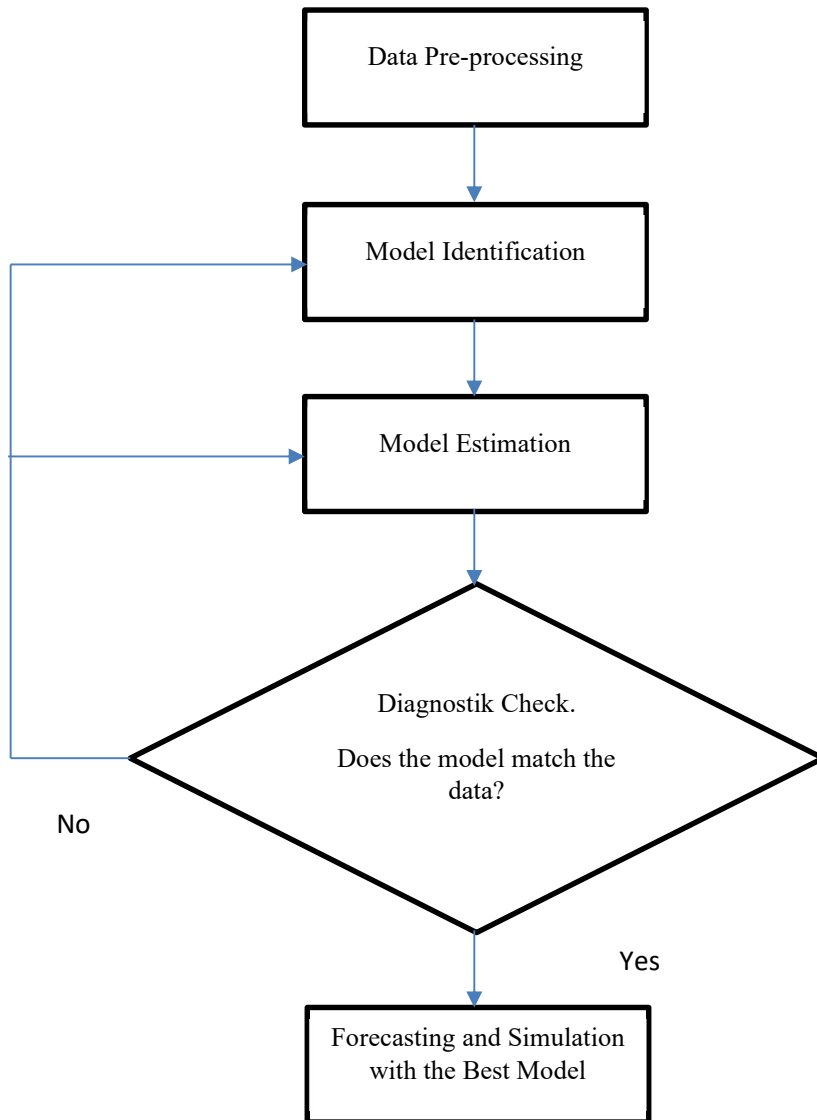 Data Pre-processing
Model Identification
Model Estimation
Diagnostik Check.
Does the model match the
data?
No
Yes
Forecasting and Simulation
with the Best Model